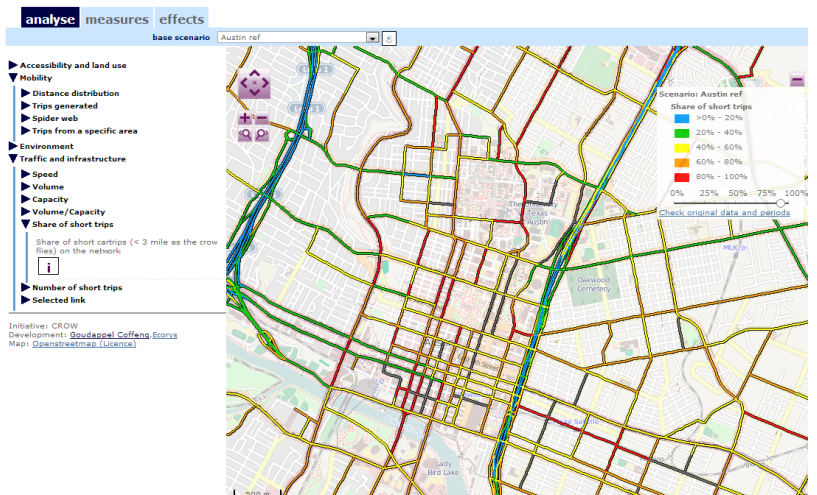 analyse measures effects
base scenario Austin ref
Accessibility and land use
Mobility
Distance distribution
Trips generated
Spider web
Trips from a specific area
Environment
Traffic and infrastructure
Speed
Volume
Capacity
Volume/Capacity
Share of short trips
Share of short cartrips (< 3 mile as the crow
flies) on the network
i
Number of short trips
Selected link
Initiative: CROW
Development: Goudappel Coffeng,Ecorys
Map: Openstreetmap (Licence)
Scenario: Austin ref
Share of short trips
>0% - 20%
20% - 40%
40% - 60%
60% - 80%
80% - 100%
0% 25% 50% 75% 100%
Check original data and periods
MLK, Jr.
Texas
Austin
Oakwood
Cemetery
Street
Lady
Bird Lake
500 m